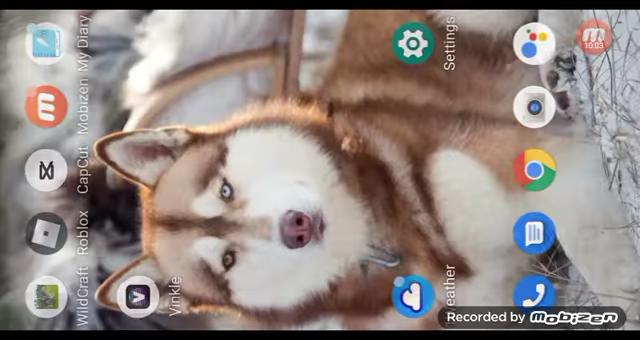 WildCraft Roblox CapCut Mobizen My Diary
Vinkle
eather Settings
10:03
Recorded by Mobizen